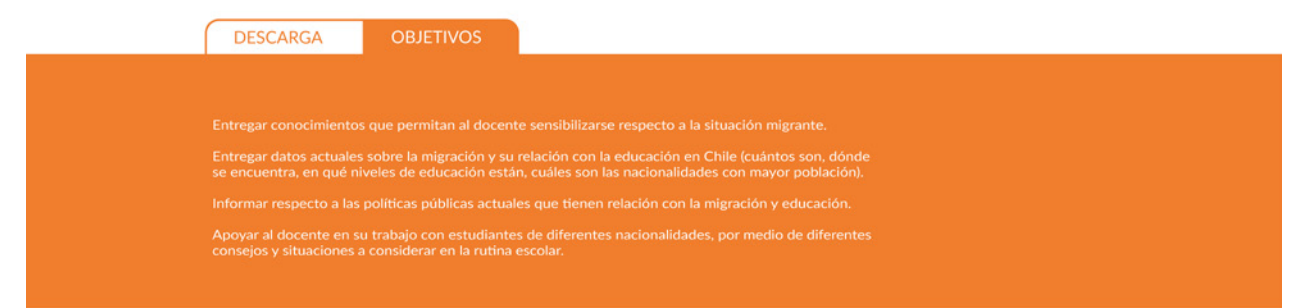 DESCARGA
OBJETIVOS
Entregar conocimientos que permitan al docente sensibilizarse respecto a la situación migrante.
Entregar datos actuales sobre la migración y su relación con la educación en Chile (cuántos son, dónde
se encuentra, en qué niveles de educación están, cuáles son las nacionalidades con mayor población).
Informar respecto a las políticas públicas actuales que tienen relación con la migración y educación.
Apoyar al docente en su trabajo con estudiantes de diferentes nacionalidades, por medio de diferentes
consejos y situaciones a considerar en la rutina escolar.